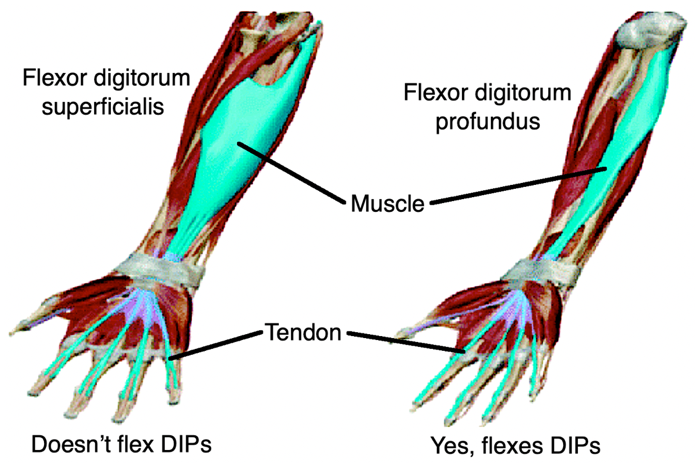 Flexor digitorum
superficialis
Flexor digitorum
profundus
Muscle
Tendon
Doesn't flex DIPs
Yes, flexes DIPs